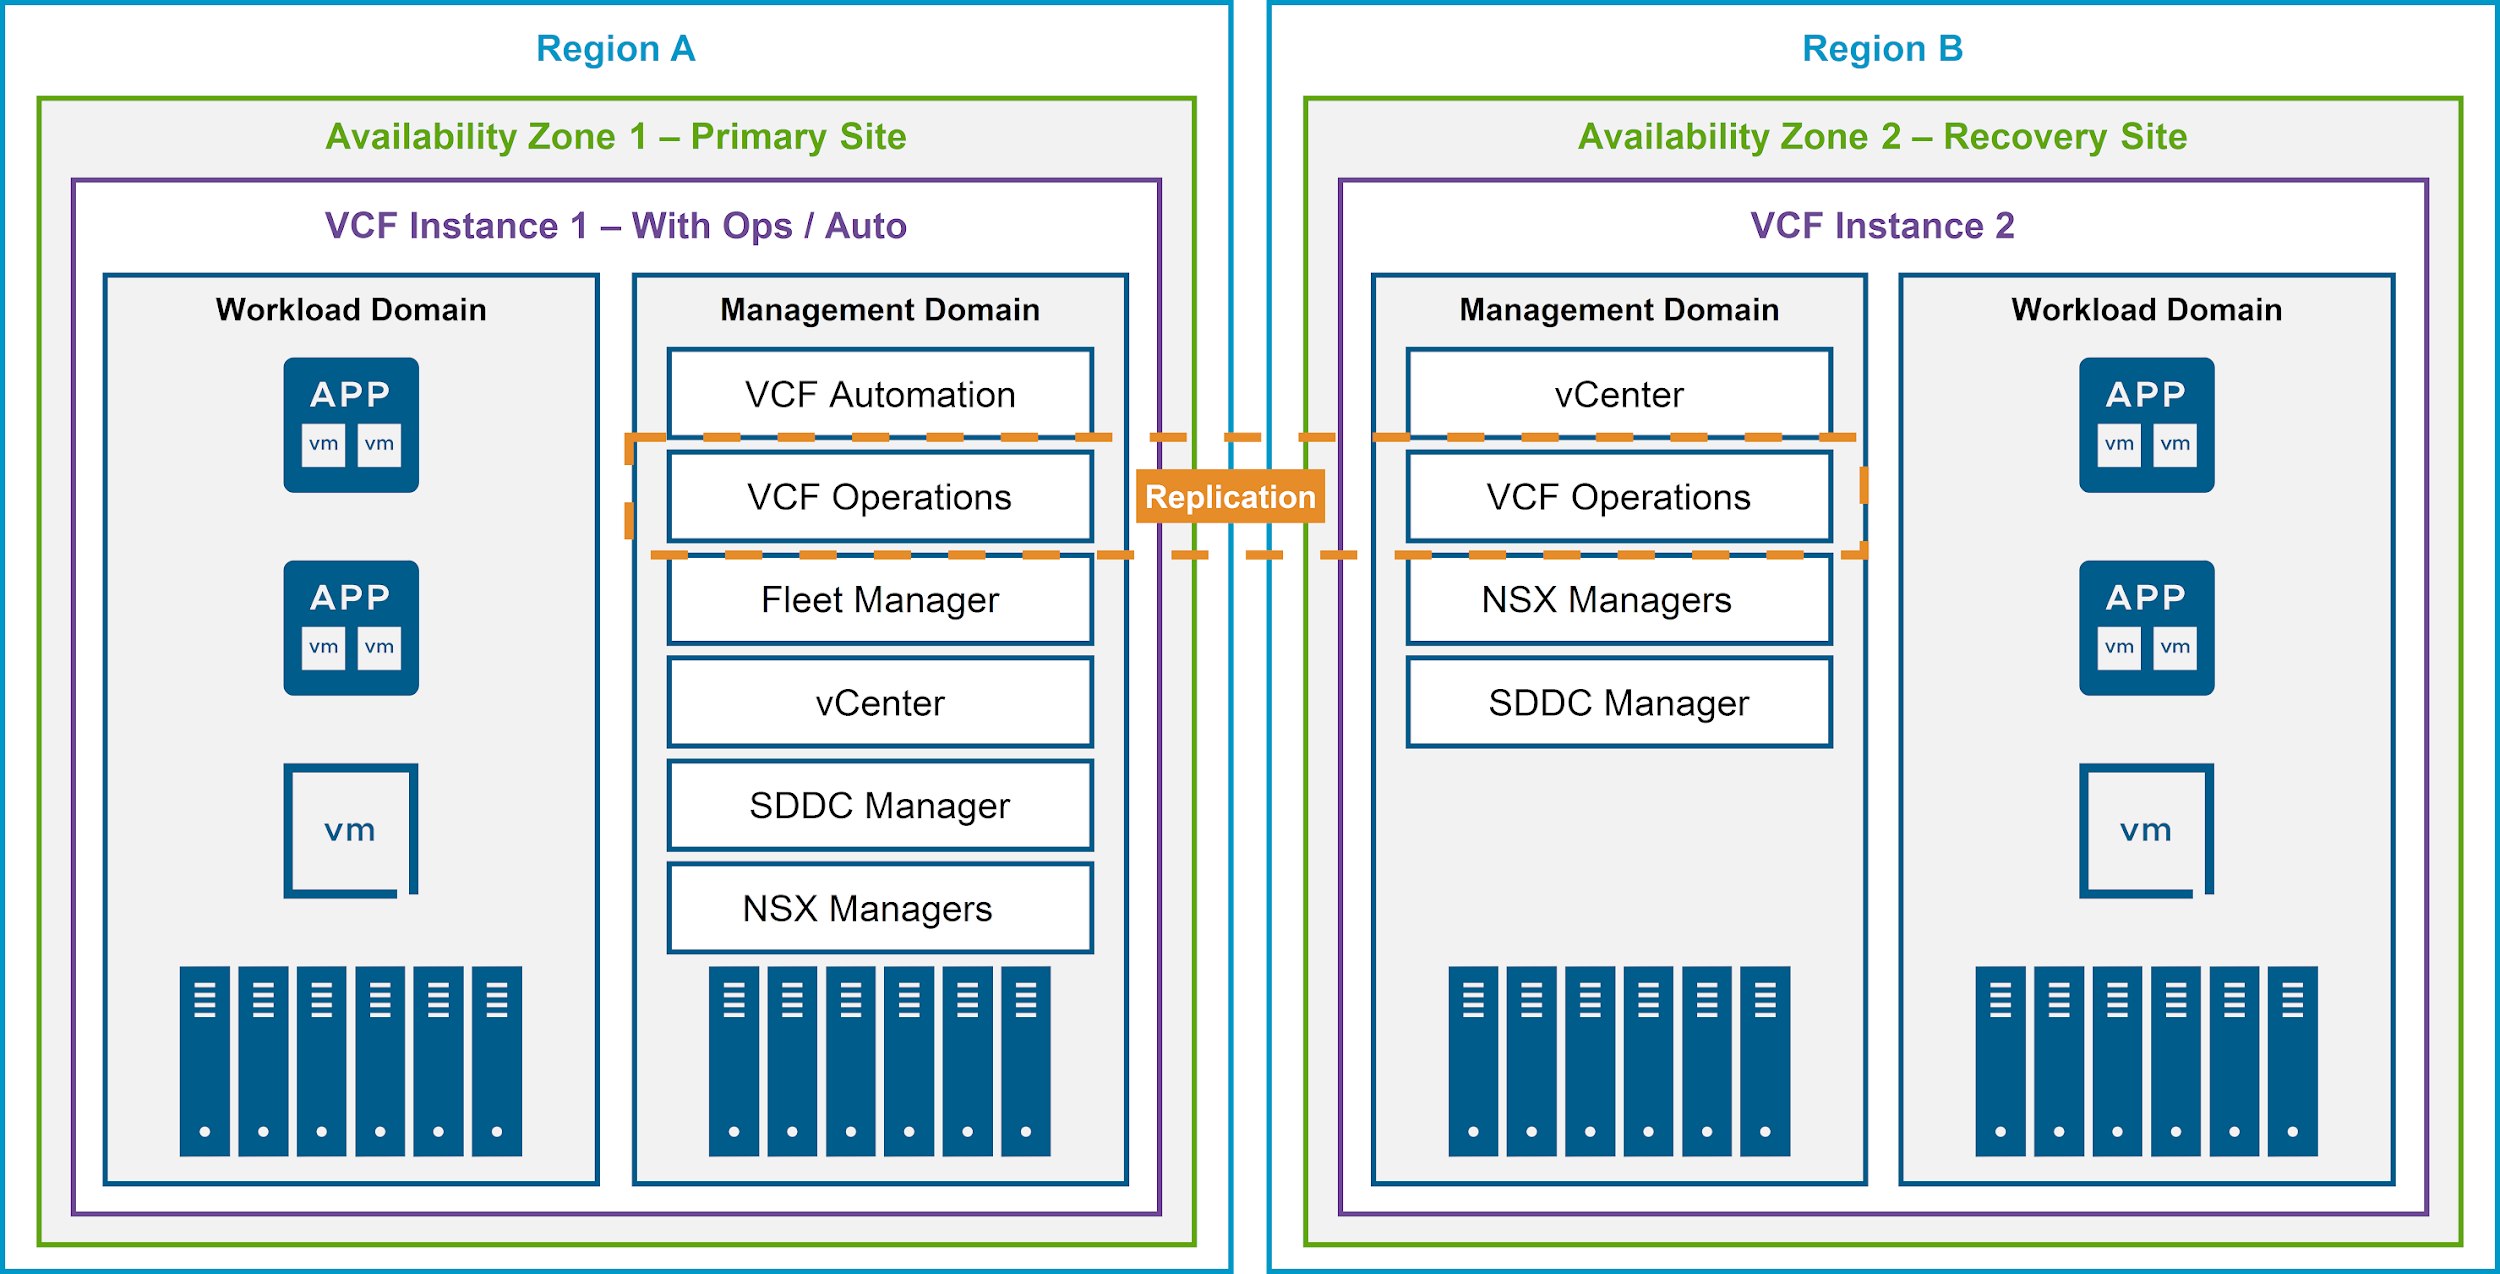 Region A
Availability Zone 1 – Primary Site
VCF Instance 1 – With Ops / Auto
Workload Domain
APP
vm vm
APP
vm vm
vm
Management Domain
VCF Automation
VCF Operations
Fleet Manager
vCenter
SDDC Manager
NSX Managers
Replication
Region B
Availability Zone 2 – Recovery Site
VCF Instance 2
Management Domain
vCenter
VCF Operations
NSX Managers
SDDC Manager
Workload Domain
APP
vm vm
APP
vm vm
vm